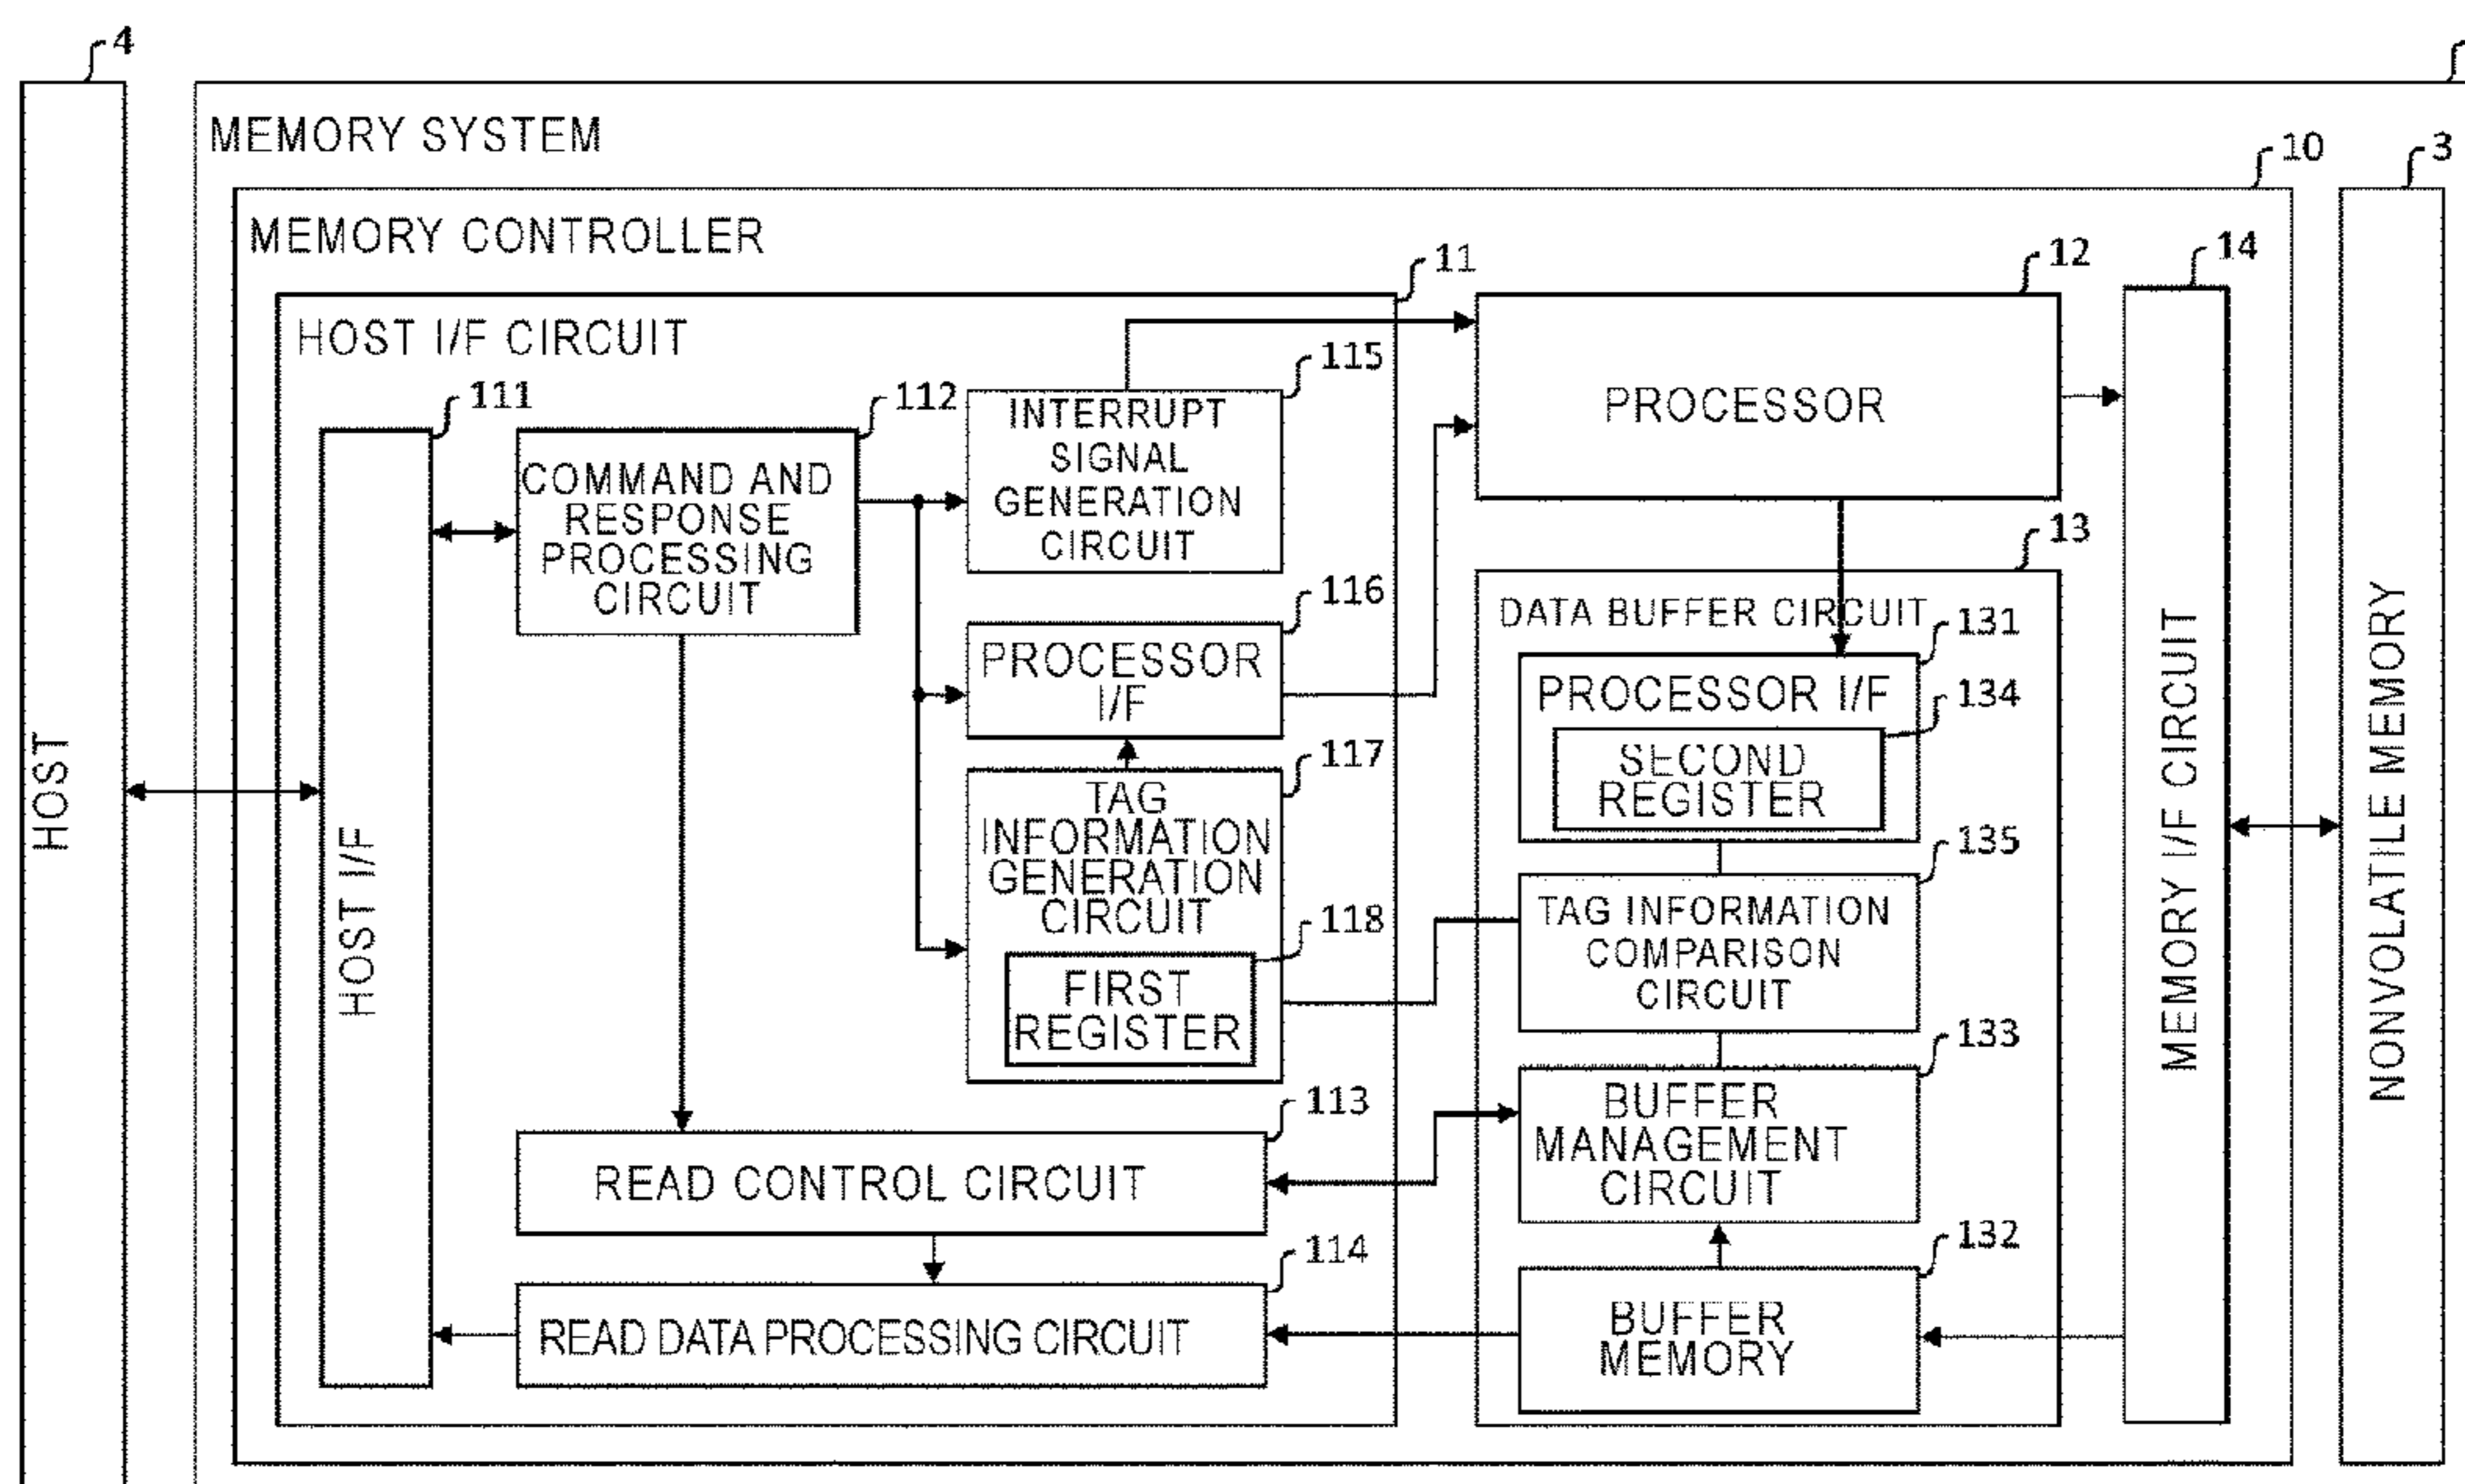 4
MEMORY SYSTEM
10
3
MEMORY CONTROLLER
11
12
14
HOST I/F CIRCUIT
115
111
112
INTERRUPT
SIGNAL
GENERATION
CIRCUIT
PROCESSOR
COMMAND AND
RESPONSE
PROCESSING
CIRCUIT
13
116
DATA BUFFER CIRCUIT
131
PROCESSOR
I/F
PROCESSOR I/F
134
SECOND
REGISTER
117
TAG
INFORMATION
GENERATION
CIRCUIT
135
118
TAG INFORMATION
COMPARISON
CIRCUIT
FIRST
REGISTER
133
HOST
HOST I/F
MEMORY I/F CIRCUIT
NONVOLATILE MEMORY
113
BUFFER
MANAGEMENT
CIRCUIT
READ CONTROL CIRCUIT
114
132
READ DATA PROCESSING CIRCUIT
BUFFER
MEMORY